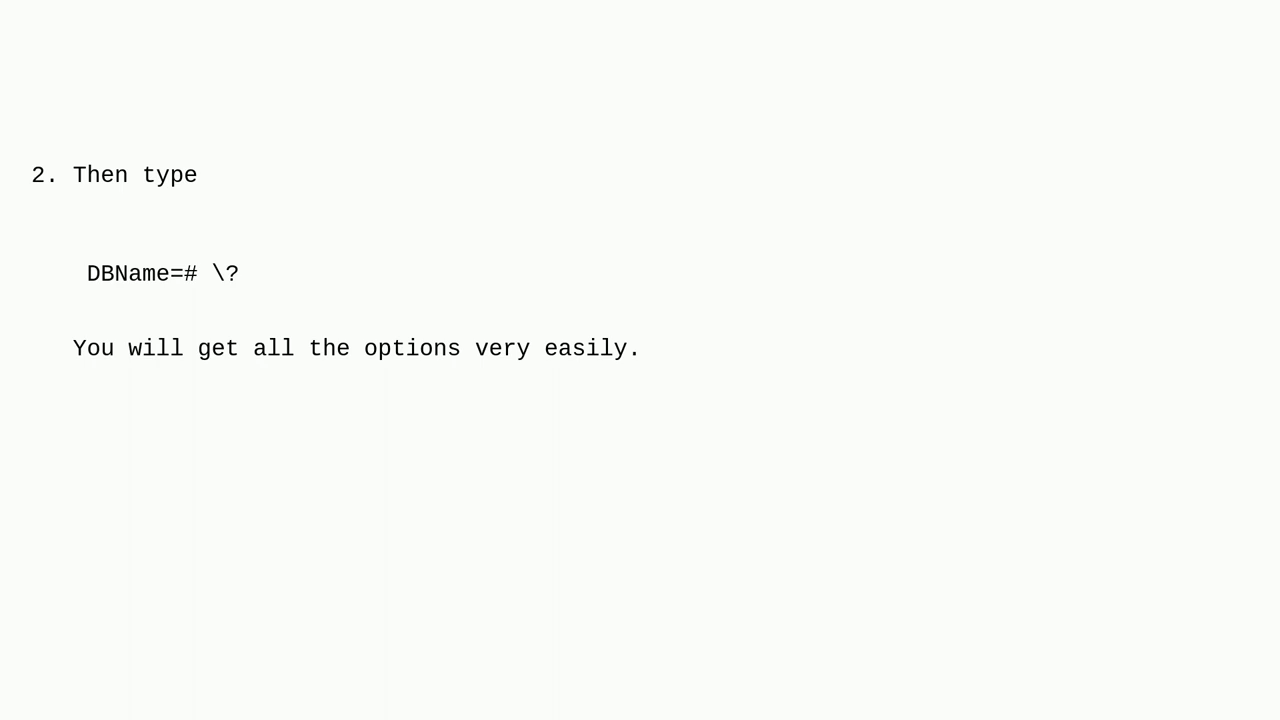 2. Then type
DBName=# \?
You will get all the options very easily.